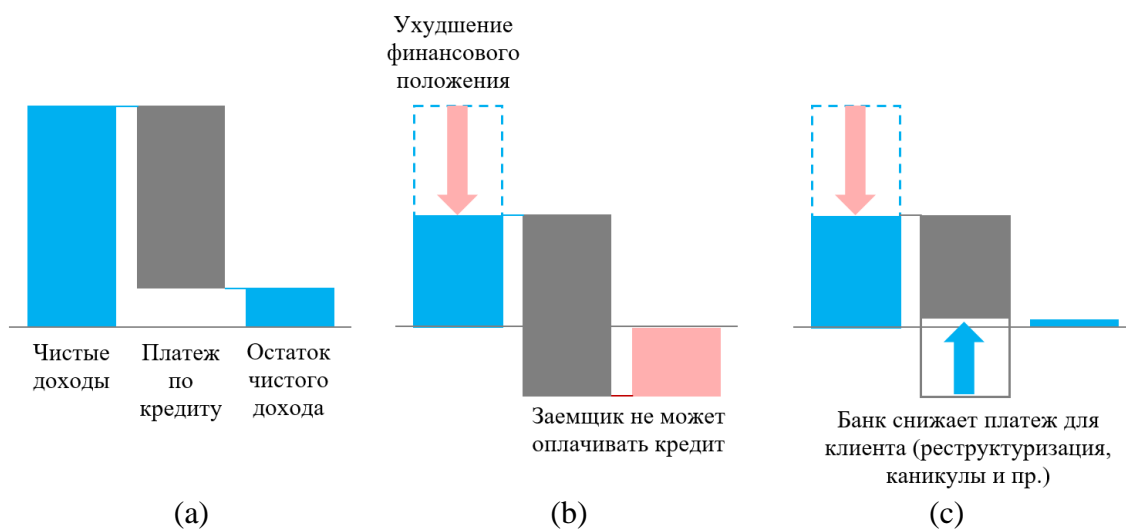 Ухудшение
финансового
положения
Чистые
доходы
Платеж
по
кредиту
Остаток
чистого
дохода
Заемщик не может
оплачивать кредит
Банк снижает платеж для
клиента (реструктуризация,
каникулы и пр.)
(a)
(b)
(c)